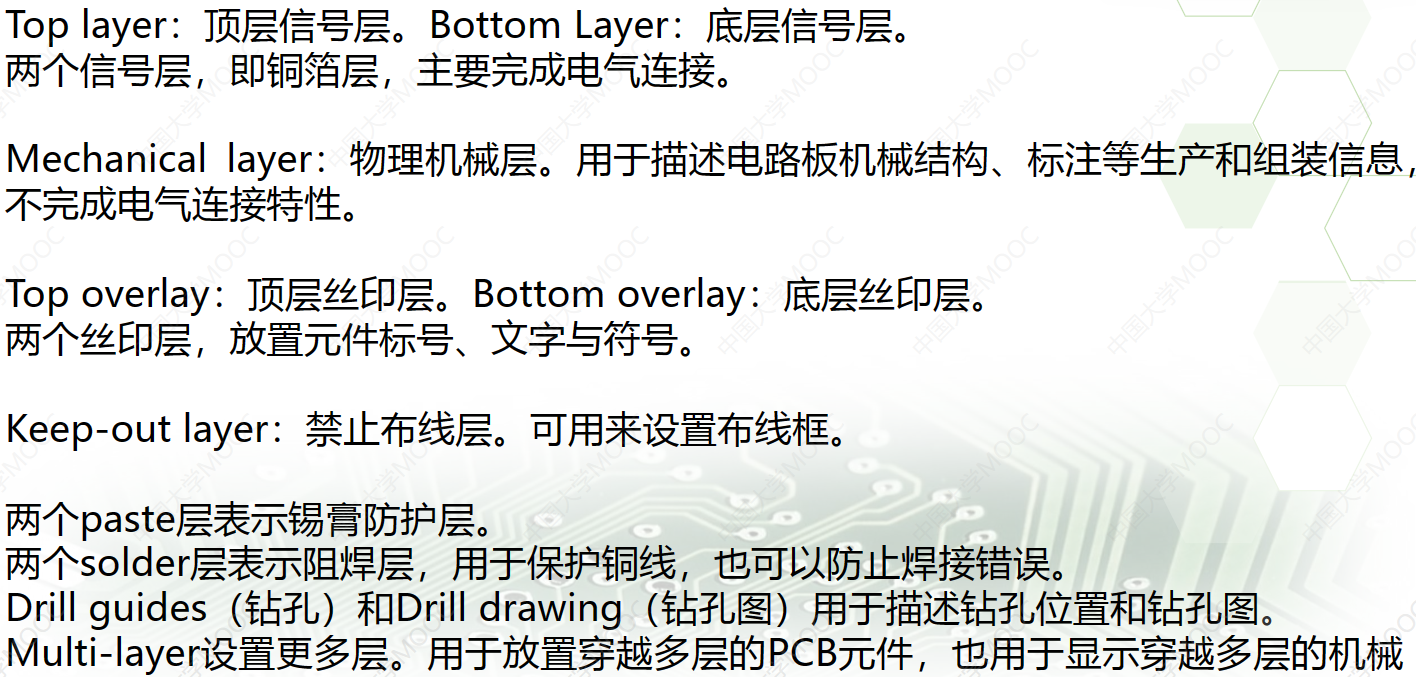 Top layer：顶层信号层。Bottom Layer：底层信号层。
两个信号层，即铜箔层，主要完成电气连接。
Mechanical layer：物理机械层。用于描述电路板机械结构、标注等生产和组装信息，
不完成电气连接特性。
Top overlay：顶层丝印层。Bottom overlay：底层丝印层。
两个丝印层，放置元件标号、文字与符号。
Keep-out layer：禁止布线层。可用来设置布线框。
两个paste层表示锡膏防护层。
两个solder层表示阻焊层，用于保护铜线，也可以防止焊接错误。
Drill guides（钻孔）和Drill drawing（钻孔图）用于描述钻孔位置和钻孔图。
Multi-layer设置更多层。用于放置穿越多层的PCB元件，也用于显示穿越多层的机械
中国大学MOOC